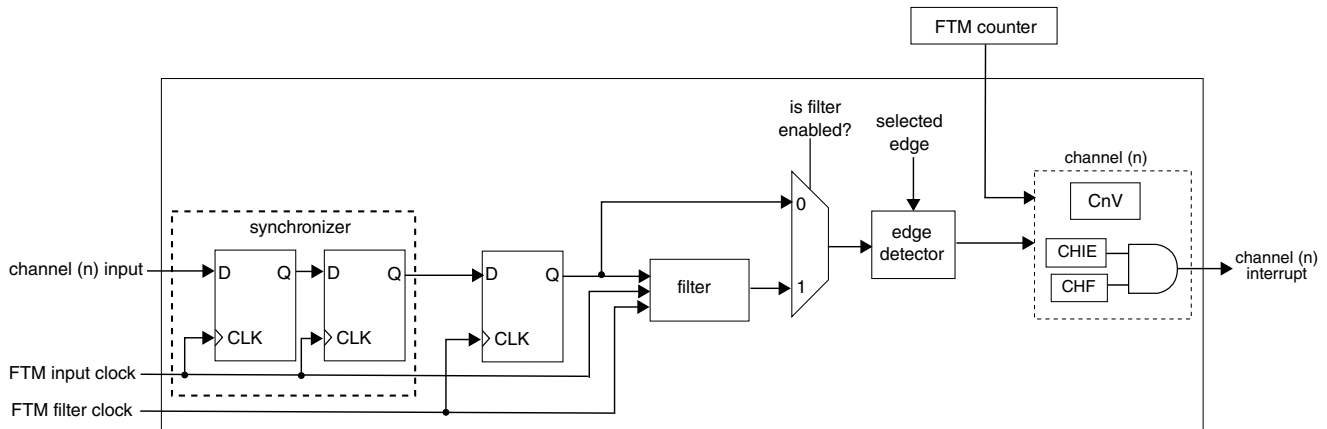 FTM counter
is filter
enabled?
selected
edge
channel (n)
CnV
0
synchronizer
edge
detector
channel (n) input
D
Q
D
Q
D
Q
CHIE
channel (n)
interrupt
filter
1
CHF
CLK
CLK
CLK
FTM input clock
FTM filter clock